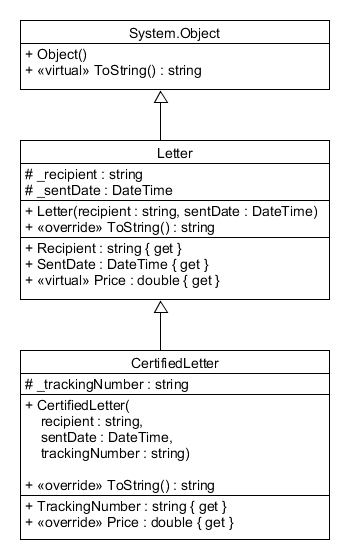 System.Object
+ Object()
+ «virtual» ToString() : string
Letter
# _recipient : string
# _sentDate : DateTime
+ Letter(recipient : string, sentDate : DateTime)
+ «override» ToString() : string
+ Recipient : string { get }
+ SentDate : DateTime { get }
+ «virtual» Price : double { get }
CertifiedLetter
# _trackingNumber : string
+ CertifiedLetter(
recipient : string,
sentDate : DateTime,
trackingNumber : string)
+ «override» ToString() : string
+ TrackingNumber : string { get }
+ «override» Price : double { get }